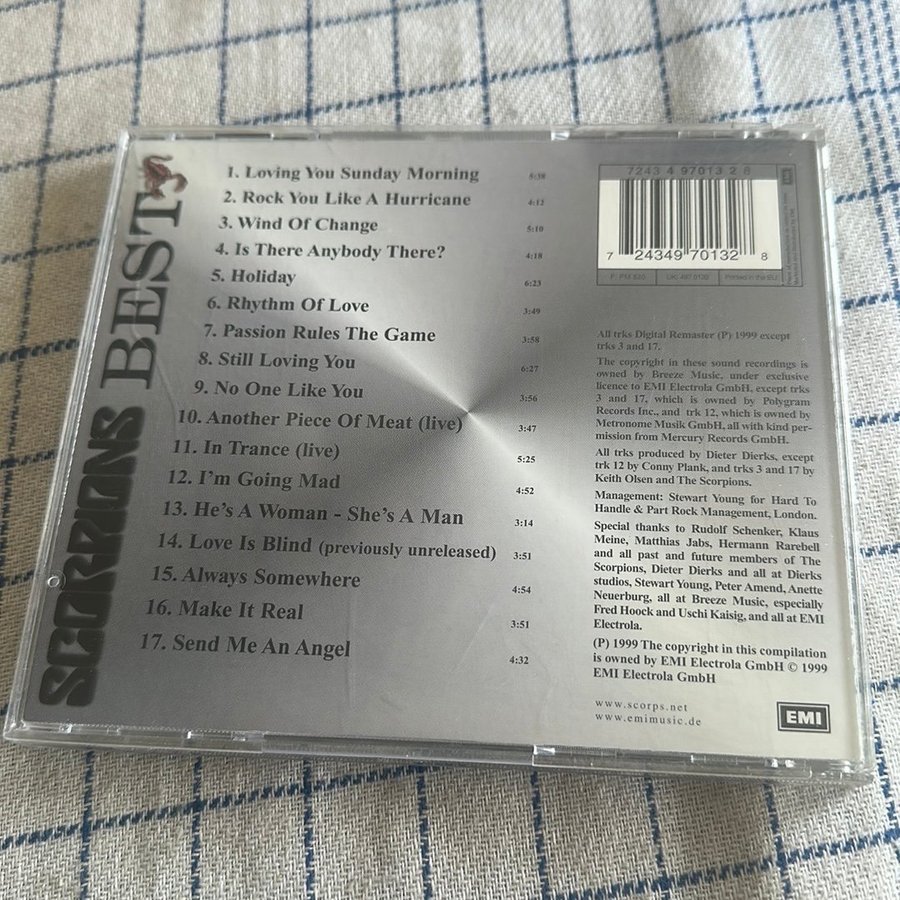 SCORPIONS BEST
1. Loving You Sunday Morning 5:38
2. Rock You Like A Hurricane 4:12
3. Wind Of Change 5:10
4. Is There Anybody There? 4:18
5. Holiday 6:23
6. Rhythm Of Love 3:49
7. Passion Rules The Game 3:58
8. Still Loving You 6:27
9. No One Like You 3:56
10. Another Piece Of Meat (live) 3:47
11. In Trance (live) 5:25
12. I'm Going Mad 4:52
13. He's A Woman - She's A Man 3:14
14. Love Is Blind (previously unreleased) 3:51
15. Always Somewhere 4:54
16. Make It Real 3:51
17. Send Me An Angel 4:32
7243 4 97013 2 8
7 24349 70132 8
Printed in the EU
All trks Digital Remaster (P) 1999 except
trks 3 and 17.
The copyright in these sound recordings is
owned by Breeze Music, under exclusive
licence to EMI Electrola GmbH, except trks
3 and 17, which is owned by Polygram
Records Inc., and trk 12, which is owned by
Metronome Musik GmbH, all with kind per-
mission from Mercury Records GmbH.
All trks produced by Dieter Dierks, except
trk 12 by Conny Plank, and trks 3 and 17 by
Keith Olsen and The Scorpions.
Management: Stewart Young for Hard To
Handle & Part Rock Management, London.
Special thanks to Rudolf Schenker, Klaus
Meine, Matthias Jabs, Hermann Rarebell
and all past and future members of The
Scorpions, Dieter Dierks and all at Dierks
studios, Stewart Young, Peter Amend, Anette
Neuerburg, all at Breeze Music, especially
Fred Hoock and Uschi Kaisig, and all at EMI
Electrola.
(P) 1999 The copyright in this compilation
is owned by EMI Electrola GmbH © 1999
EMI Electrola GmbH
www.scorps.net
www.emimusic.de
EMI